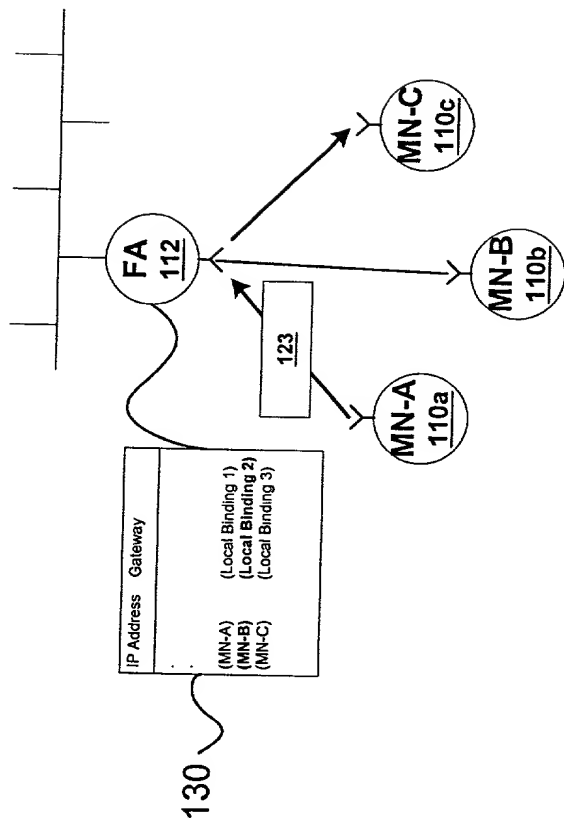 FA
112
MN-C
110c
MN-B
110b
MN-A
110a
123
IP Address Gateway
. .
(MN-A) (Local Binding 1)
(MN-B) (Local Binding 2)
(MN-C) (Local Binding 3)
130